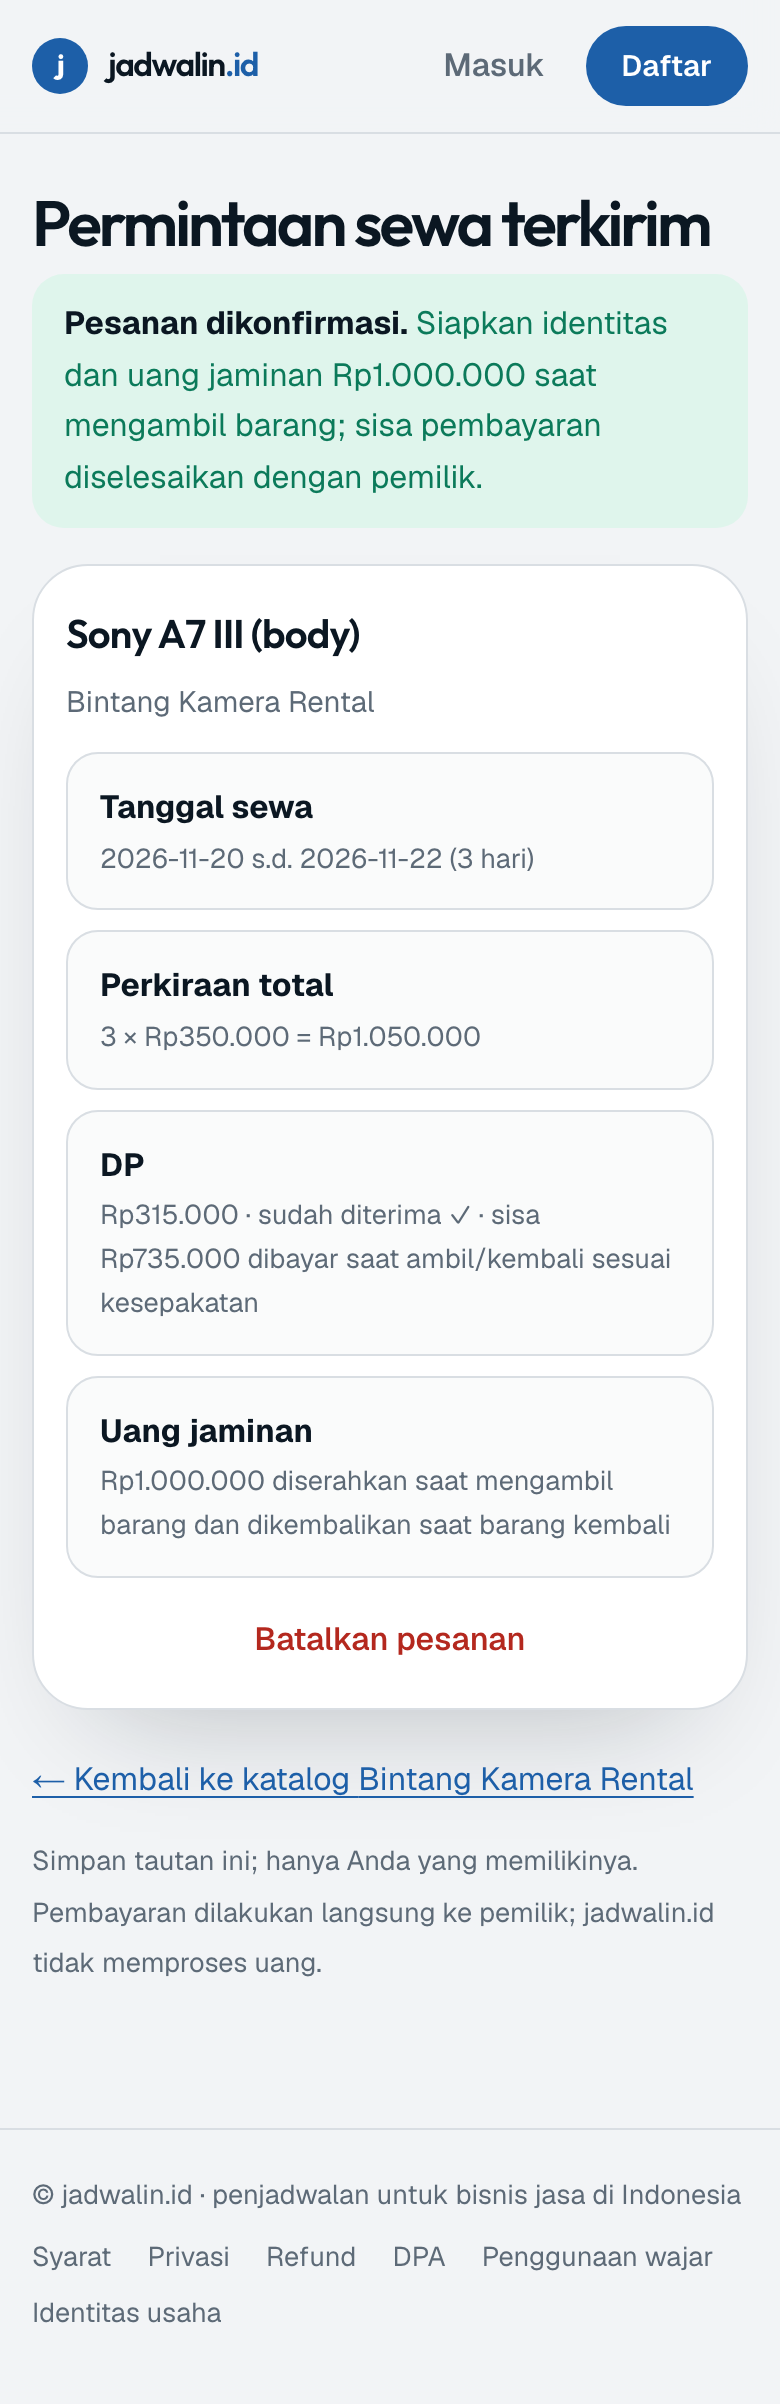 j jadwalin.id Masuk Daftar
Permintaan sewa terkirim
Pesanan dikonfirmasi. Siapkan identitas
dan uang jaminan Rp1.000.000 saat
mengambil barang; sisa pembayaran
diselesaikan dengan pemilik.
Sony A7 III (body)
Bintang Kamera Rental
Tanggal sewa
2026-11-20 s.d. 2026-11-22 (3 hari)
Perkiraan total
3 × Rp350.000 = Rp1.050.000
DP
Rp315.000 · sudah diterima ✓ · sisa
Rp735.000 dibayar saat ambil/kembali sesuai
kesepakatan
Uang jaminan
Rp1.000.000 diserahkan saat mengambil
barang dan dikembalikan saat barang kembali
Batalkan pesanan
← Kembali ke katalog Bintang Kamera Rental
Simpan tautan ini; hanya Anda yang memilikinya.
Pembayaran dilakukan langsung ke pemilik; jadwalin.id
tidak memproses uang.
© jadwalin.id · penjadwalan untuk bisnis jasa di Indonesia
Syarat Privasi Refund DPA Penggunaan wajar
Identitas usaha